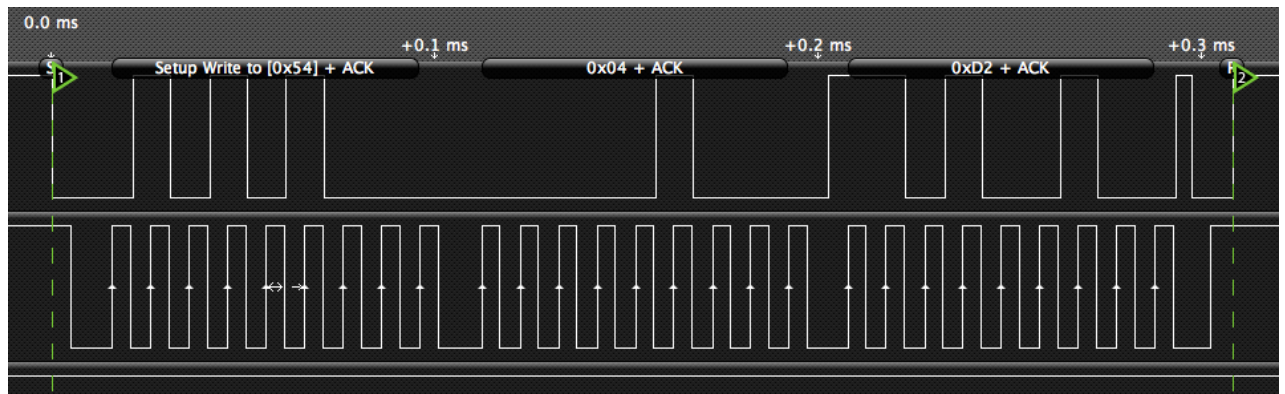 0.0 ms
+0.1 ms
+0.2 ms
+0.3 ms
S
Setup Write to [0x54] + ACK
0x04 + ACK
0xD2 + ACK
P
1
2